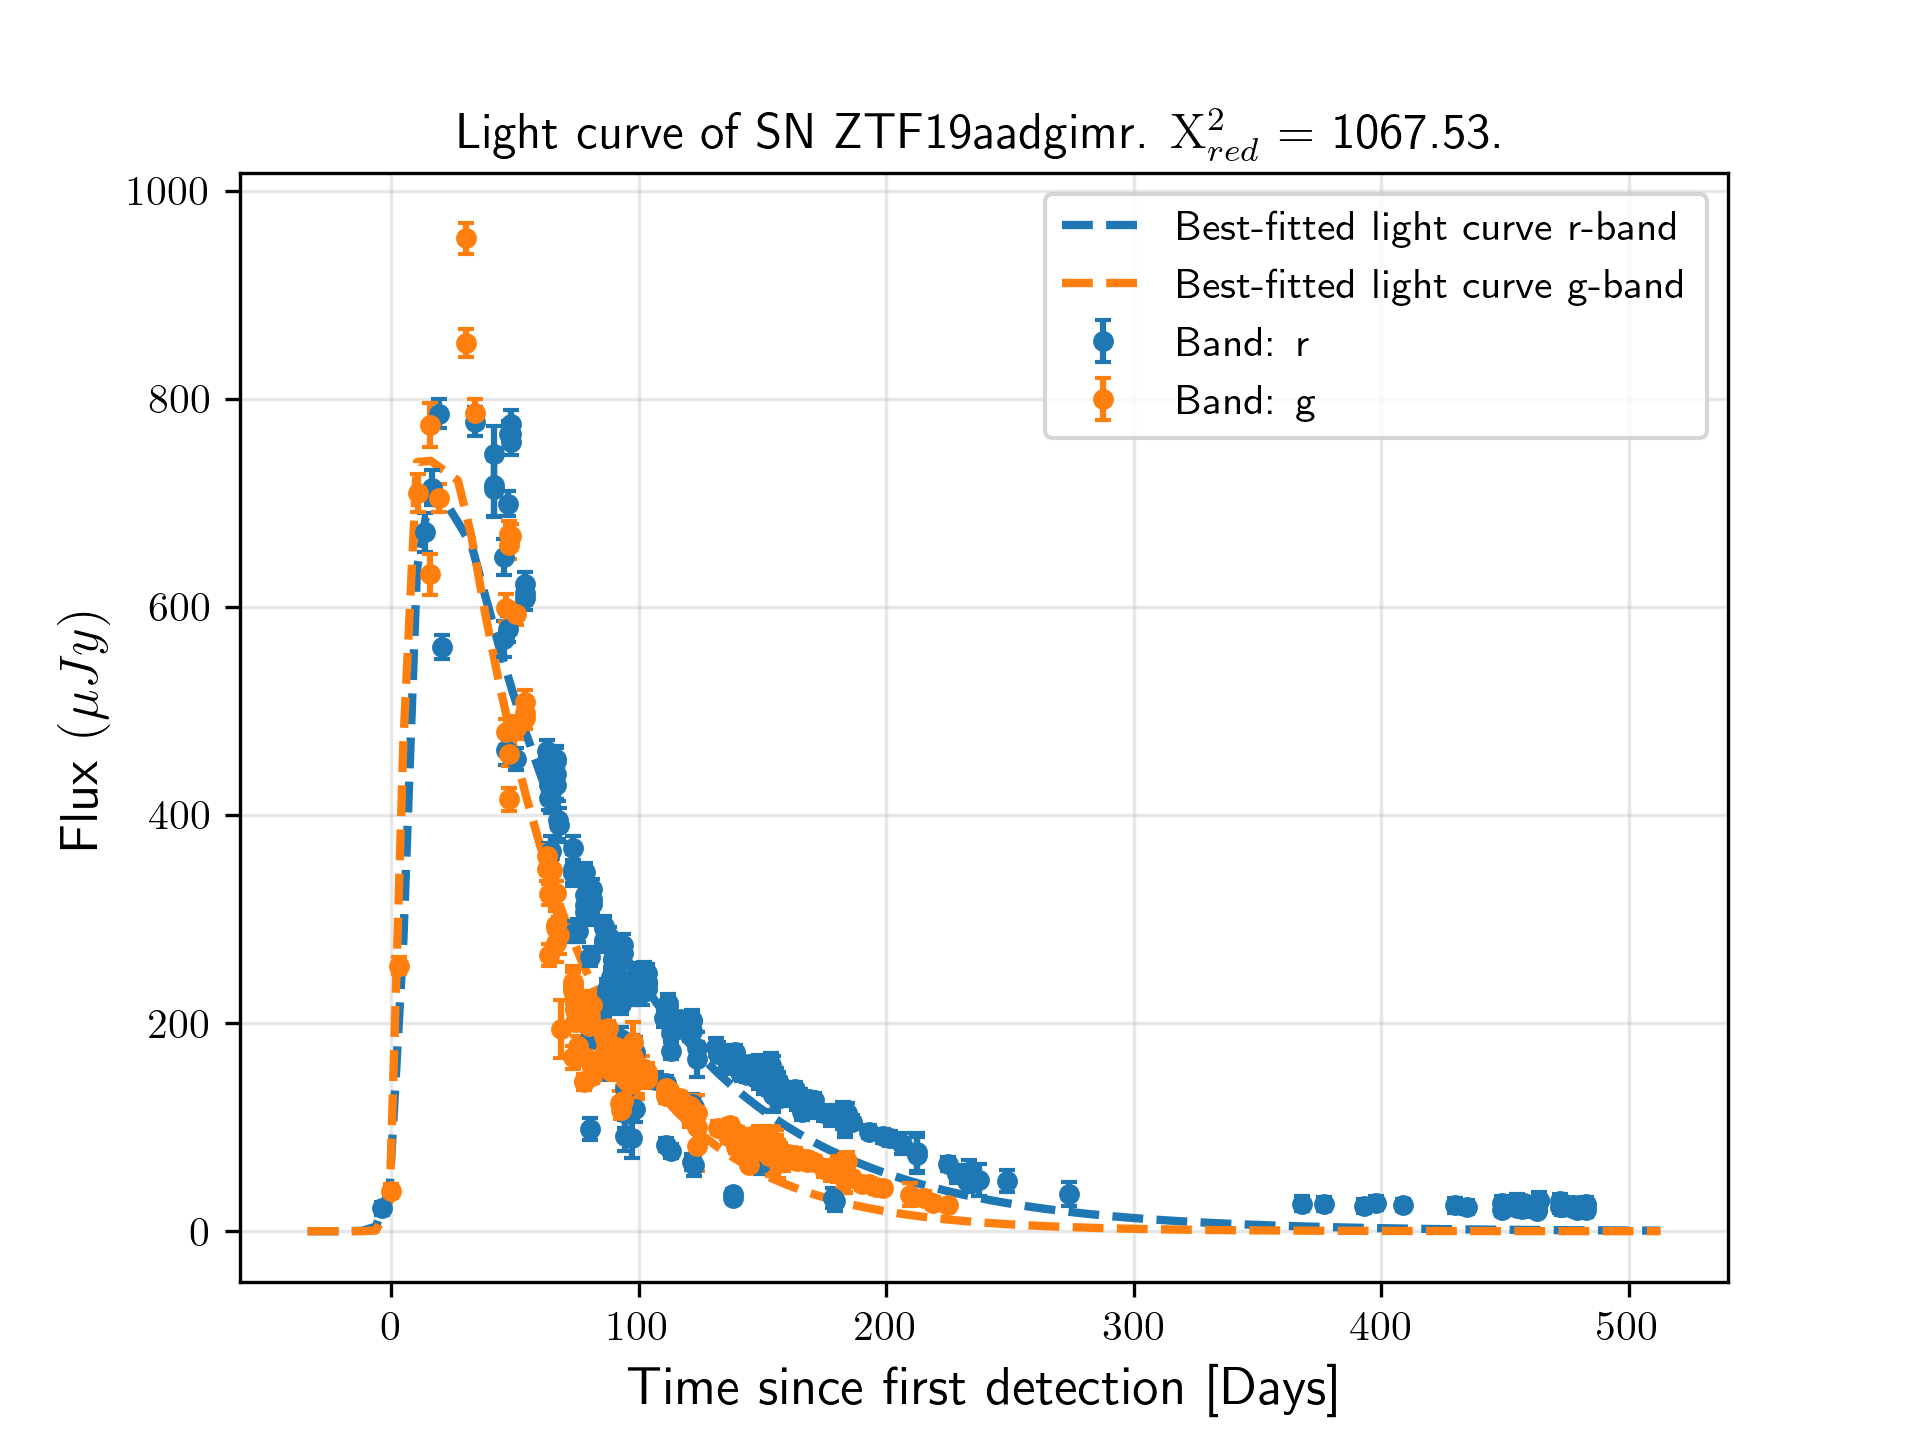 Light curve of SN ZTF19aadgimr. X²_red = 1067.53.
1000
800
600
400
200
0
Flux (μJy)
Best-fitted light curve r-band
Best-fitted light curve g-band
Band: r
Band: g
0 100 200 300 400 500
Time since first detection [Days]